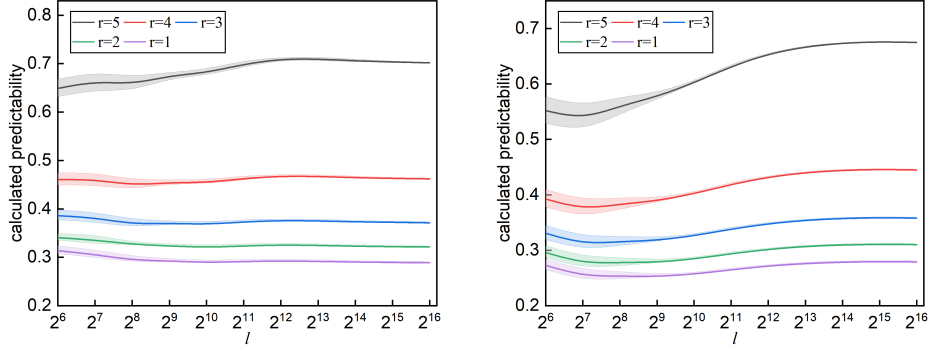 r=5 r=4 r=3
r=2 r=1
calculated predictability
0.8
0.7
0.6
0.5
0.4
0.3
0.2
2^6 2^7 2^8 2^9 2^10 2^11 2^12 2^13 2^14 2^15 2^16
l
r=5 r=4 r=3
r=2 r=1
calculated predictability
0.7
0.6
0.5
0.4
0.3
0.2
2^6 2^7 2^8 2^9 2^10 2^11 2^12 2^13 2^14 2^15 2^16
l